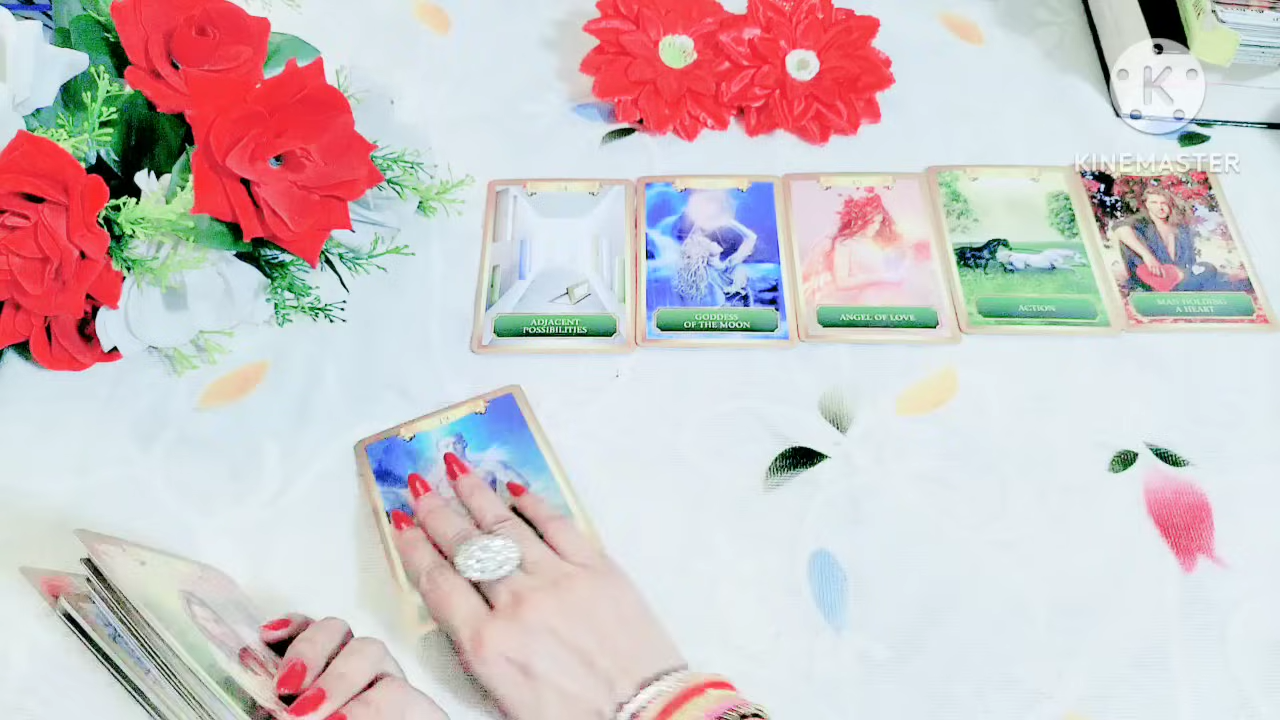 K
KINEMASTER
ADJACENT
POSSIBILITIES
GODDESS
OF THE MOON
ANGEL OF LOVE
ACTION
MAN HOLDING
A HEART